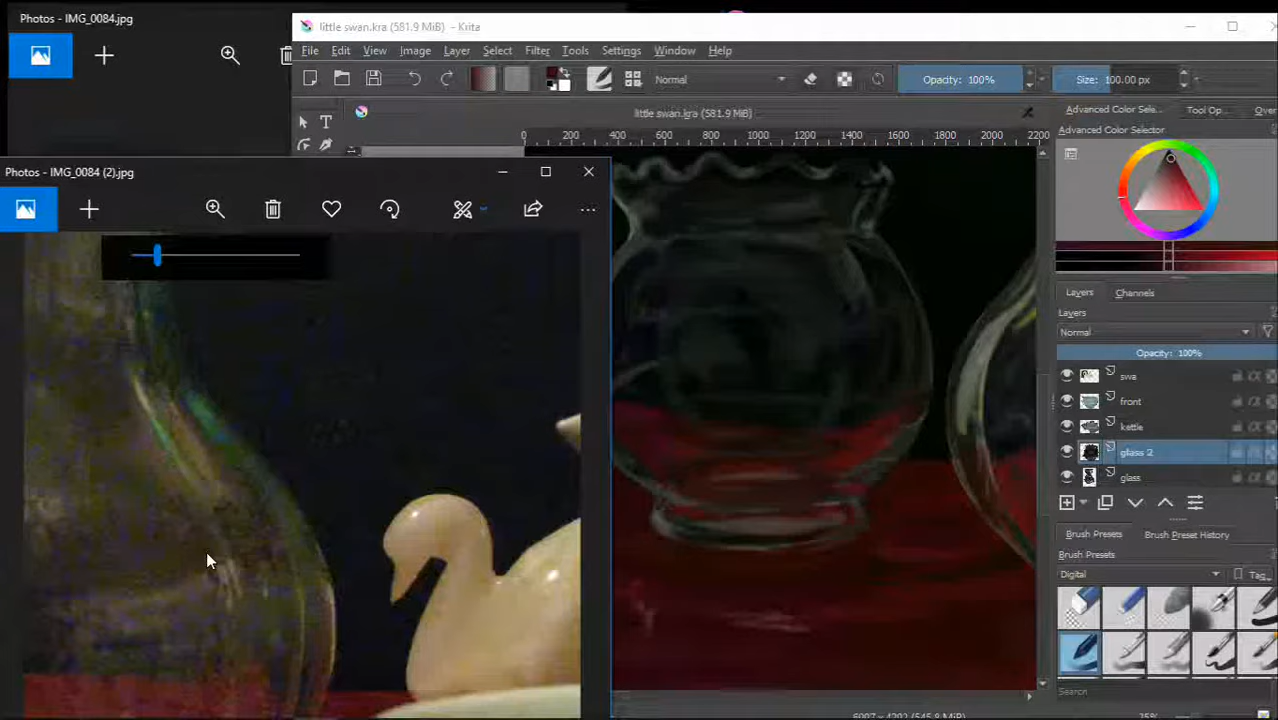 Photos - IMG_0084.jpg
little swan.kra (581.9 MiB) - Krita
File Edit View Image Layer Select Filter Tools Settings Window Help
Normal
Opacity: 100%
Size: 100.00 px
little swan.kra (581.9 MiB)
Advanced Color Sele...
Tool Op...
Over
0 200 400 600 800 1000 1200 1400 1600 1800 2000 2200
Advanced Color Selector
Photos - IMG_0084 (2).jpg
Layers
Channels
Layers
Normal
Opacity: 100%
swa
front
kettle
glass 2
glass
Brush Presets
Brush Preset History
Brush Presets
Digital
Tag
Search